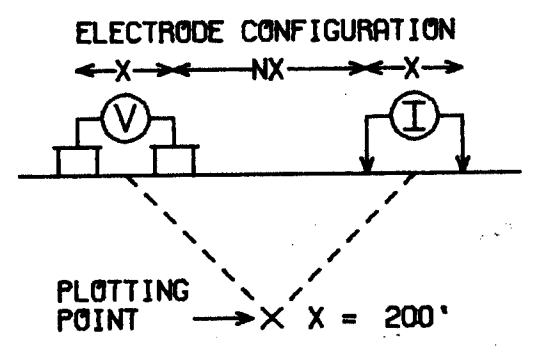 ELECTRODE CONFIGURATION
X NX X
V I
PLOTTING
POINT X X = 200'